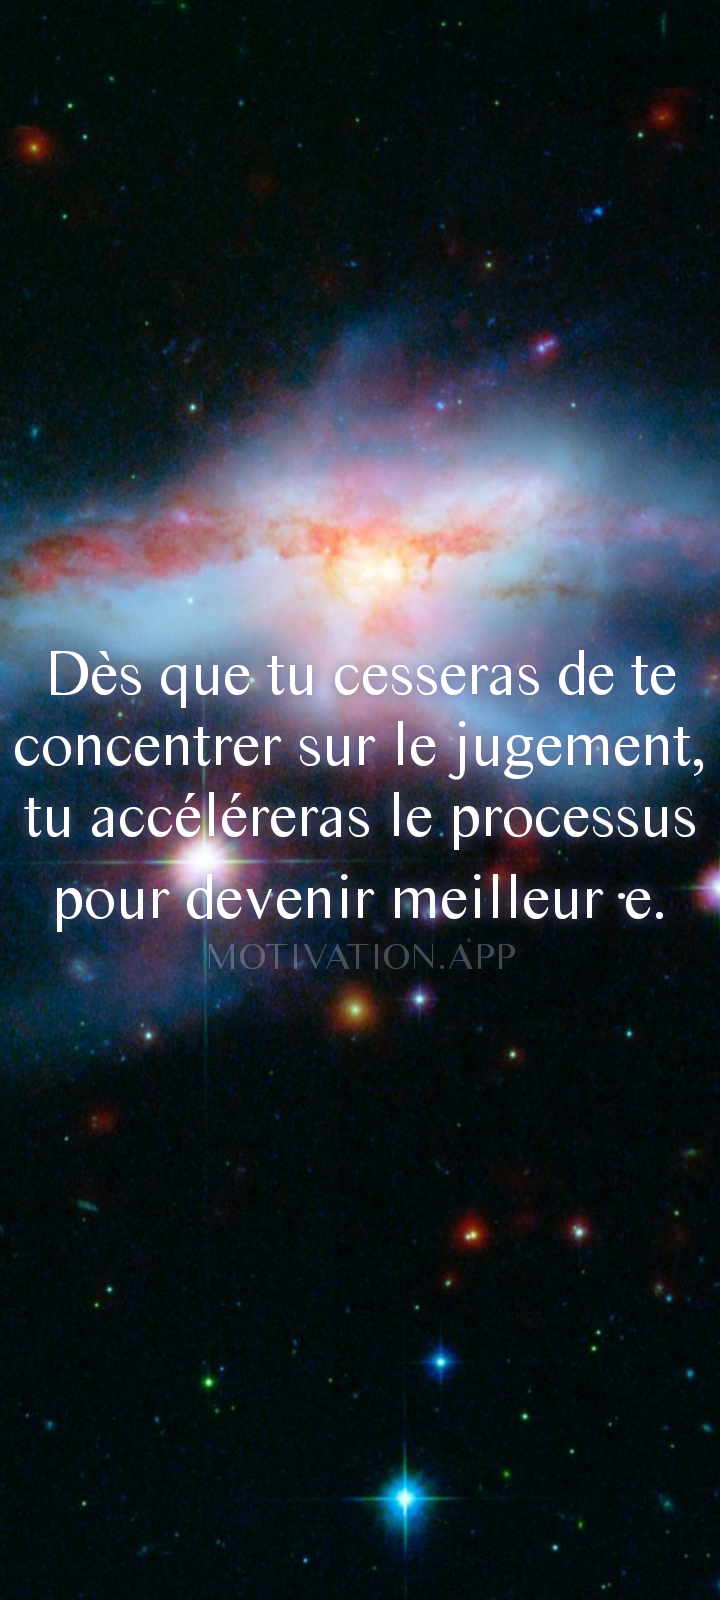 Dès que tu cesseras de te
concentrer sur le jugement,
tu accéléreras le processus
pour devenir meilleur·e.
MOTIVATION.APP